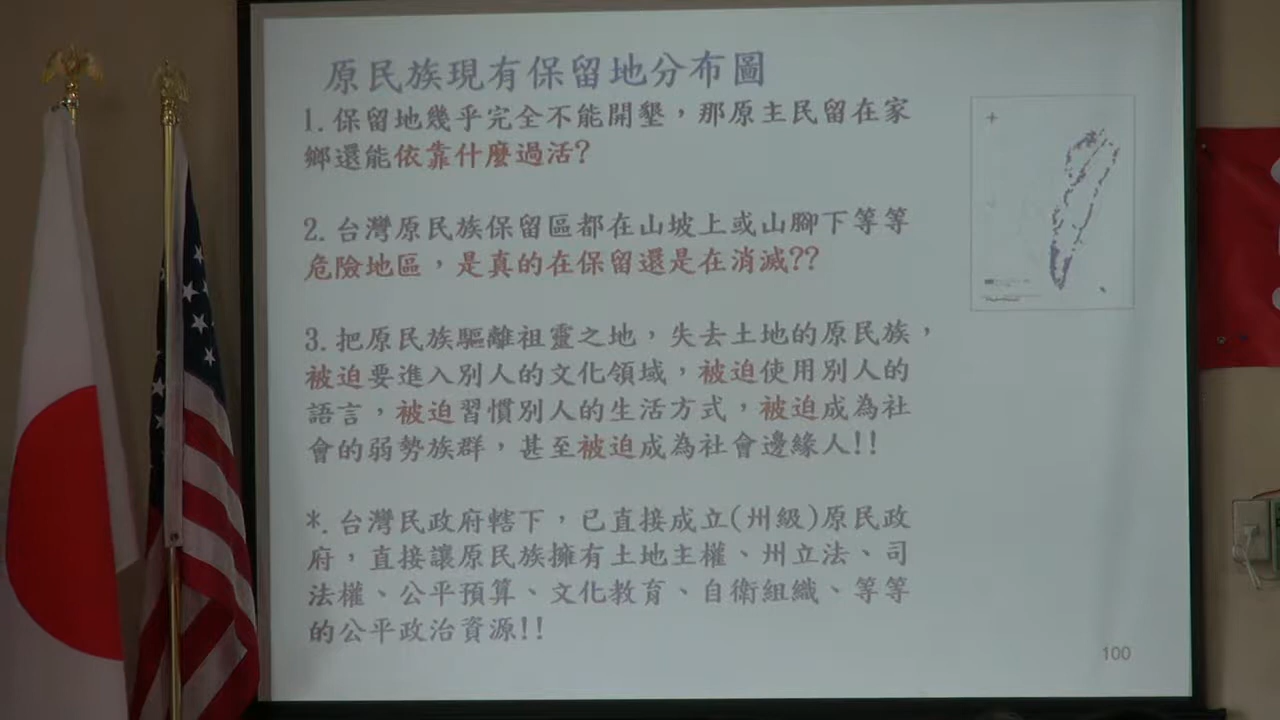 原民族現有保留地分布圖
1. 保留地幾乎完全不能開墾，那原主民留在家
鄉還能依靠什麼過活?
2. 台灣原民族保留區都在山坡上或山腳下等等
危險地區，是真的在保留還是在消滅??
3. 把原民族驅離祖靈之地，失去土地的原民族，
被迫要進入別人的文化領域，被迫使用別人的
語言，被迫習慣別人的生活方式，被迫成為社
會的弱勢族群，甚至被迫成為社會邊緣人!!
*. 台灣民政府轄下，已直接成立(州級)原民政
府，直接讓原民族擁有土地主權、州立法、司
法權、公平預算、文化教育、自衛組織、等等
的公平政治資源!!
100